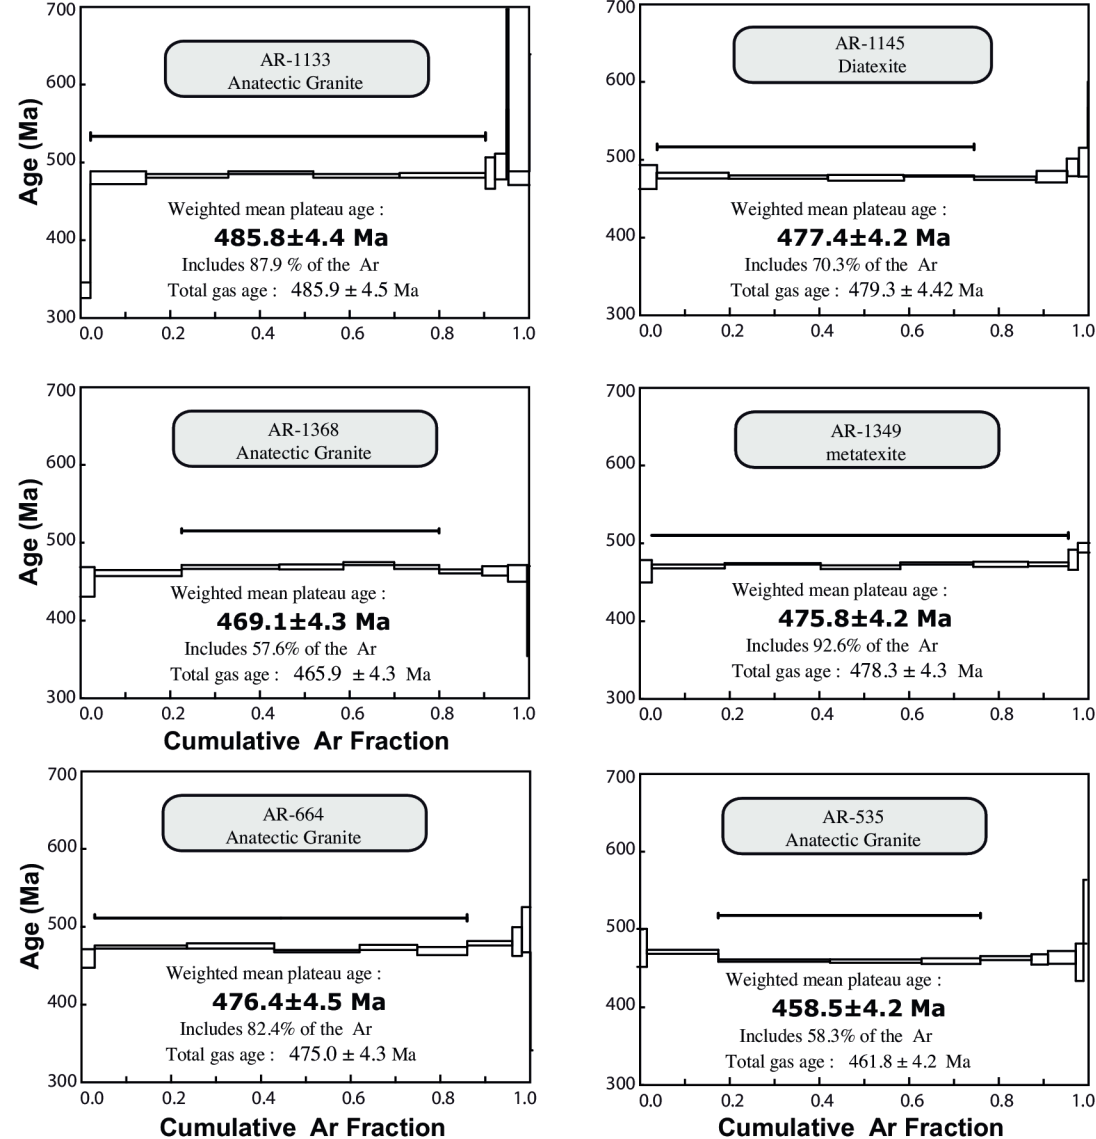 700
600
500
400
300
Age (Ma)
AR-1133
Anatectic Granite
Weighted mean plateau age :
485.8±4.4 Ma
Includes 87.9 % of the Ar
Total gas age : 485.9 ± 4.5 Ma
0.0 0.2 0.4 0.6 0.8 1.0
700
600
500
400
300
AR-1145
Diatexite
Weighted mean plateau age :
477.4±4.2 Ma
Includes 70.3% of the Ar
Total gas age : 479.3 ± 4.42 Ma
0.0 0.2 0.4 0.6 0.8 1.0
700
600
500
400
300
Age (Ma)
AR-1368
Anatectic Granite
Weighted mean plateau age :
469.1±4.3 Ma
Includes 57.6% of the Ar
Total gas age : 465.9 ± 4.3 Ma
0.0 0.2 0.4 0.6 0.8 1.0
Cumulative Ar Fraction
700
600
500
400
300
AR-1349
metatexite
Weighted mean plateau age :
475.8±4.2 Ma
Includes 92.6% of the Ar
Total gas age : 478.3 ± 4.3 Ma
0.0 0.2 0.4 0.6 0.8 1.0
700
600
500
400
300
Age (Ma)
AR-664
Anatectic Granite
Weighted mean plateau age :
476.4±4.5 Ma
Includes 82.4% of the Ar
Total gas age : 475.0 ± 4.3 Ma
0.0 0.2 0.4 0.6 0.8 1.0
Cumulative Ar Fraction
700
600
500
400
300
AR-535
Anatectic Granite
Weighted mean plateau age :
458.5±4.2 Ma
Includes 58.3% of the Ar
Total gas age : 461.8 ± 4.2 Ma
0.0 0.2 0.4 0.6 0.8 1.0
Cumulative Ar Fraction